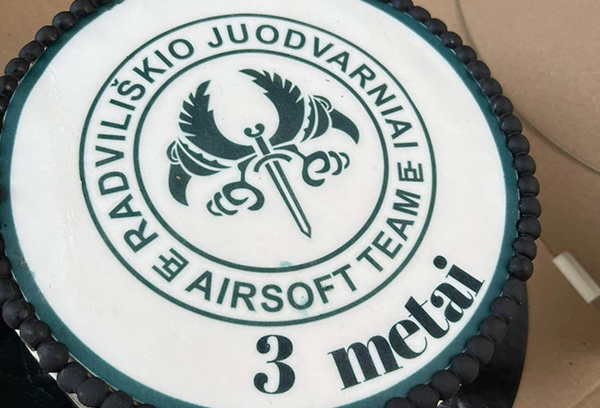 RADVILIŠKIO JUODVARNIAI
AIRSOFT TEAM
3 metai